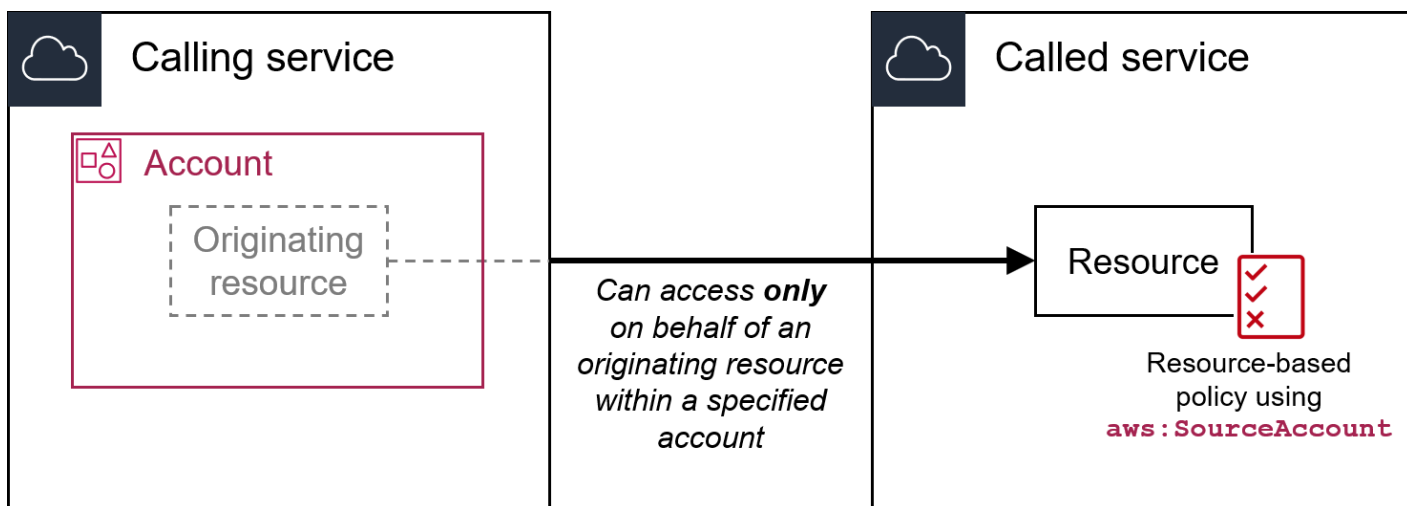 Calling service
Account
Originating
resource
Can access only
on behalf of an
originating resource
within a specified
account
Called service
Resource
Resource-based
policy using
aws:SourceAccount